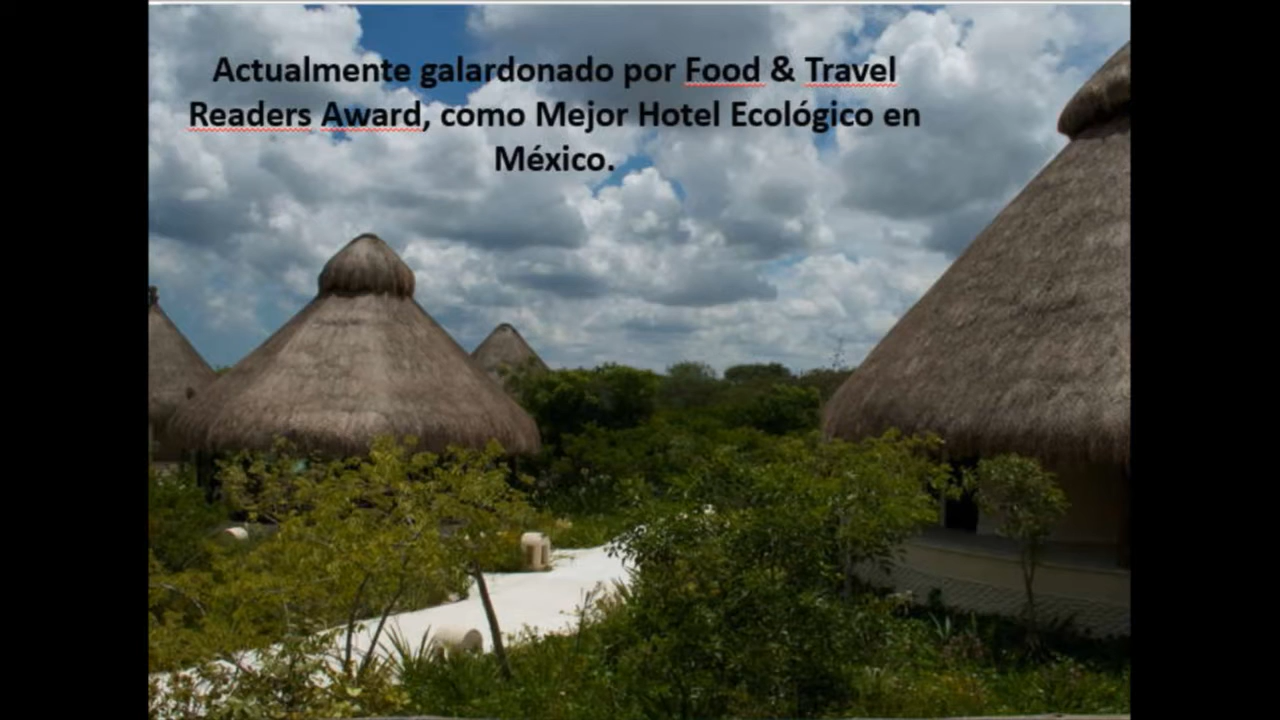 Actualmente galardonado por Food & Travel
Readers Award, como Mejor Hotel Ecológico en
México.